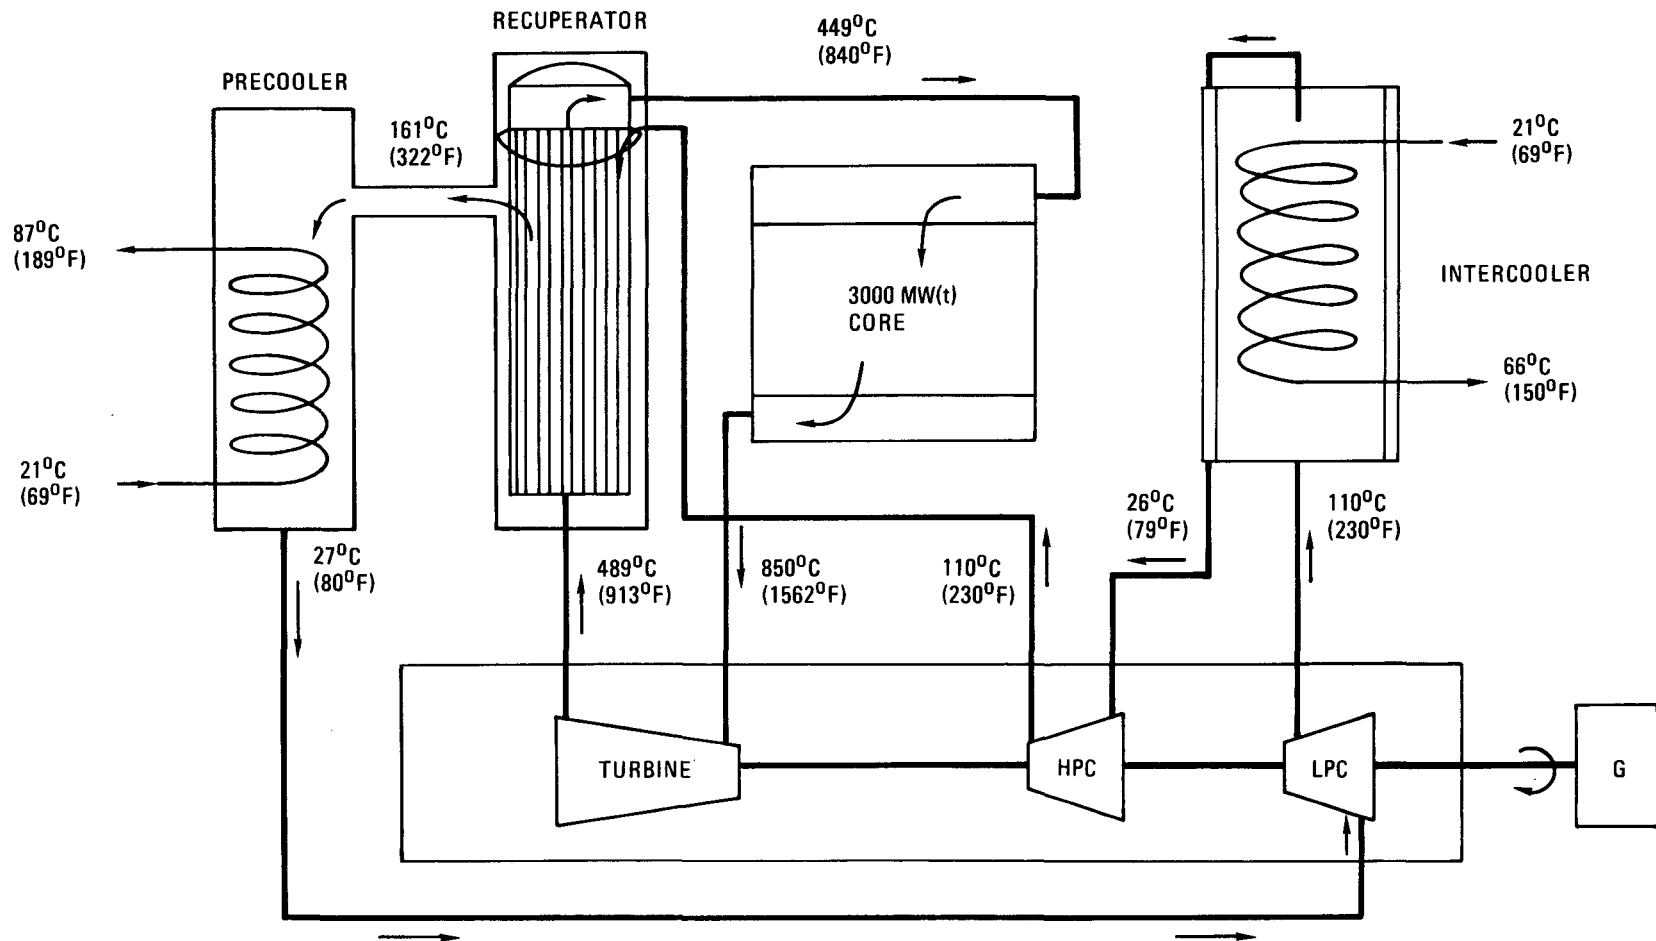 RECUPERATOR
449°C
(840°F)
PRECOOLER
161°C
(322°F)
21°C
(69°F)
87°C
(189°F)
INTERCOOLER
3000 MW(t)
CORE
66°C
(150°F)
21°C
(69°F)
26°C
(79°F)
110°C
(230°F)
27°C
(80°F)
489°C
(913°F)
850°C
(1562°F)
110°C
(230°F)
TURBINE
HPC
LPC
G